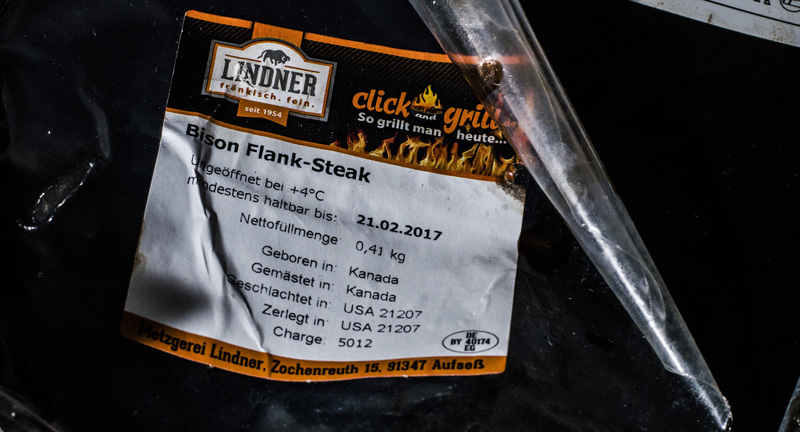 LINDNER
fränkisch. fein.
seit 1954
click and grill.de
So grillt man heute...
Bison Flank-Steak
Ungeöffnet bei +4°C
mindestens haltbar bis: 21.02.2017
Nettofüllmenge 0,41 kg
Geboren in: Kanada
Gemästet in: Kanada
Geschlachtet in: USA 21207
Zerlegt in: USA 21207
Charge: 5012
DE
BY 40174
EG
Metzgerei Lindner, Zochenreuth 15, 91347 Aufseß